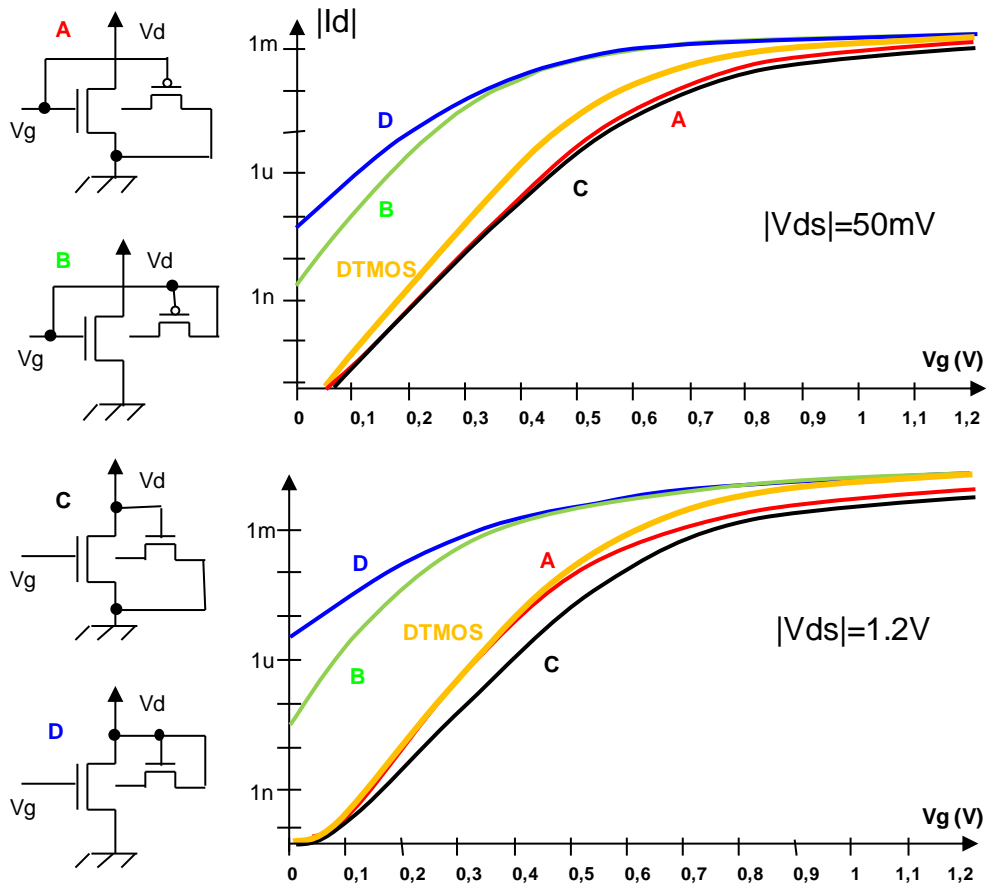 A
Vd
Vg
B
Vd
Vg
C
Vd
Vg
D
Vd
Vg
|Id|
1m
1u
1n
D
B
DTMOS
A
C
|Vds|=50mV
Vg (V)
0 0,1 0,2 0,3 0,4 0,5 0,6 0,7 0,8 0,9 1 1,1 1,2
1m
1u
1n
D
B
DTMOS
A
C
|Vds|=1.2V
Vg (V)
0 0,1 0,2 0,3 0,4 0,5 0,6 0,7 0,8 0,9 1 1,1 1,2